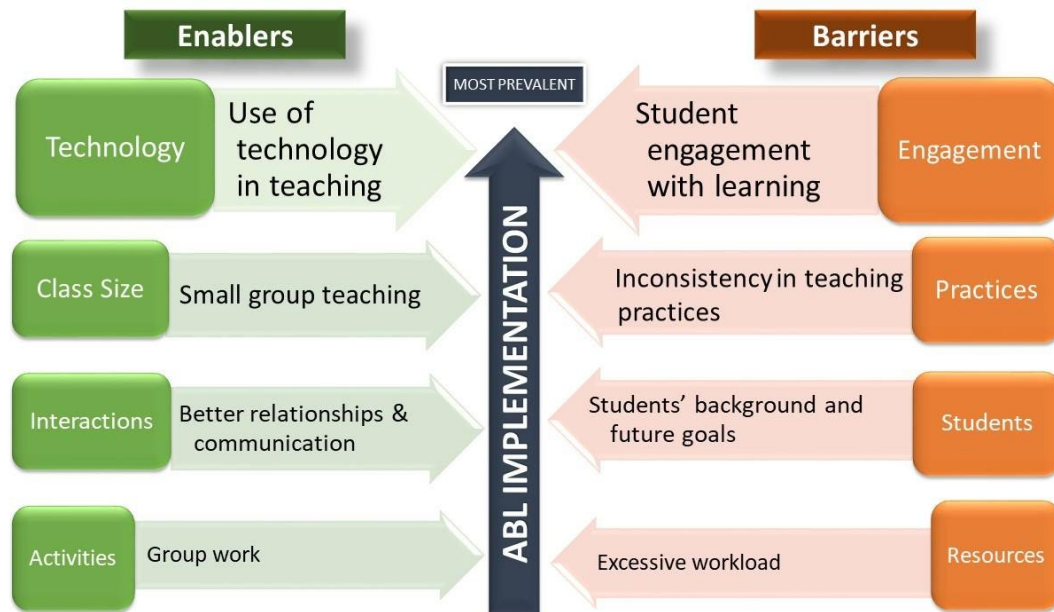 Enablers
Barriers
MOST PREVALENT
Technology
Use of
technology
in teaching
Student
engagement
with learning
Engagement
Class Size
Small group teaching
Inconsistency in teaching
practices
Practices
Interactions
Better relationships &
communication
Students' background and
future goals
Students
Activities
Group work
Excessive workload
Resources
ABL IMPLEMENTATION